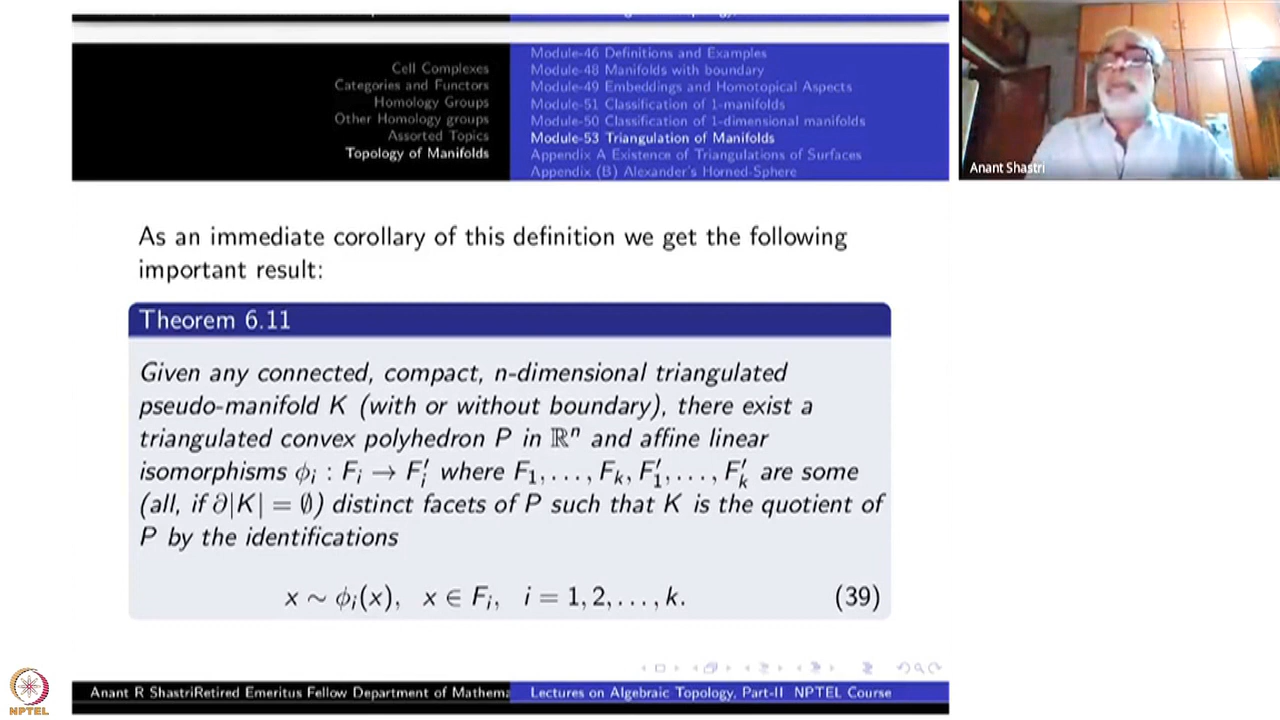 Cell Complexes
Categories and Functors
Homology Groups
Other Homology groups
Assorted Topics
Topology of Manifolds
Module-46 Definitions and Examples
Module-48 Manifolds with boundary
Module-49 Embeddings and Homotopical Aspects
Module-51 Classification of 1-manifolds
Module-50 Classification of 1-dimensional manifolds
Module-53 Triangulation of Manifolds
Appendix A Existence of Triangulations of Surfaces
Appendix (B) Alexander's Horned-Sphere
Anant Shastri
As an immediate corollary of this definition we get the following
important result:
Theorem 6.11
Given any connected, compact, n-dimensional triangulated
pseudo-manifold K (with or without boundary), there exist a
triangulated convex polyhedron P in ℝⁿ and affine linear
isomorphisms ϕᵢ : Fᵢ → F′ᵢ where F₁, . . . , Fₖ, F′₁, . . . , F′ₖ are some
(all, if ∂|K| = ∅) distinct facets of P such that K is the quotient of
P by the identifications
x ∼ ϕᵢ(x), x ∈ Fᵢ, i = 1, 2, . . . , k. (39)
NPTEL
Anant R ShastriRetired Emeritus Fellow Department of Mathema
Lectures on Algebraic Topology, Part-II NPTEL Course